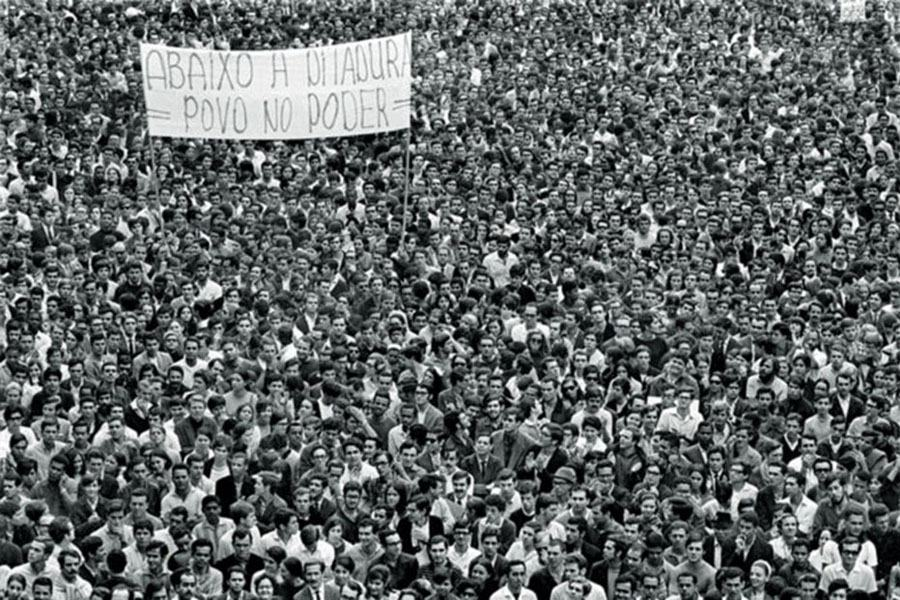 ABAIXO A DITADURA
= POVO NO PODER =